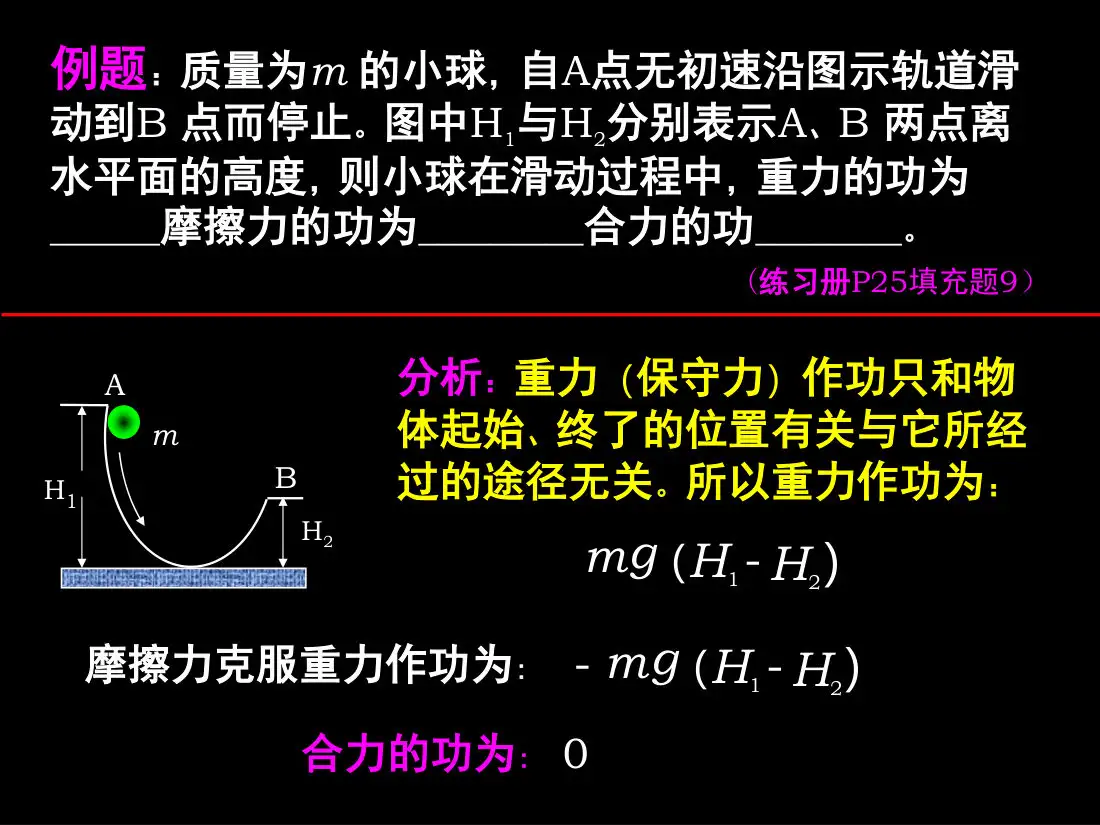 例题：质量为m 的小球，自A点无初速沿图示轨道滑
动到B 点而停止。图中H₁与H₂分别表示A、B 两点离
水平面的高度，则小球在滑动过程中，重力的功为
______摩擦力的功为_________合力的功________。
（练习册P25填充题9）
分析：重力（保守力）作功只和物
体起始、终了的位置有关与它所经
过的途径无关。所以重力作功为：
A
m
H₁
B
H₂
mg (H₁ - H₂)
摩擦力克服重力作功为： - mg (H₁ - H₂)
合力的功为： 0